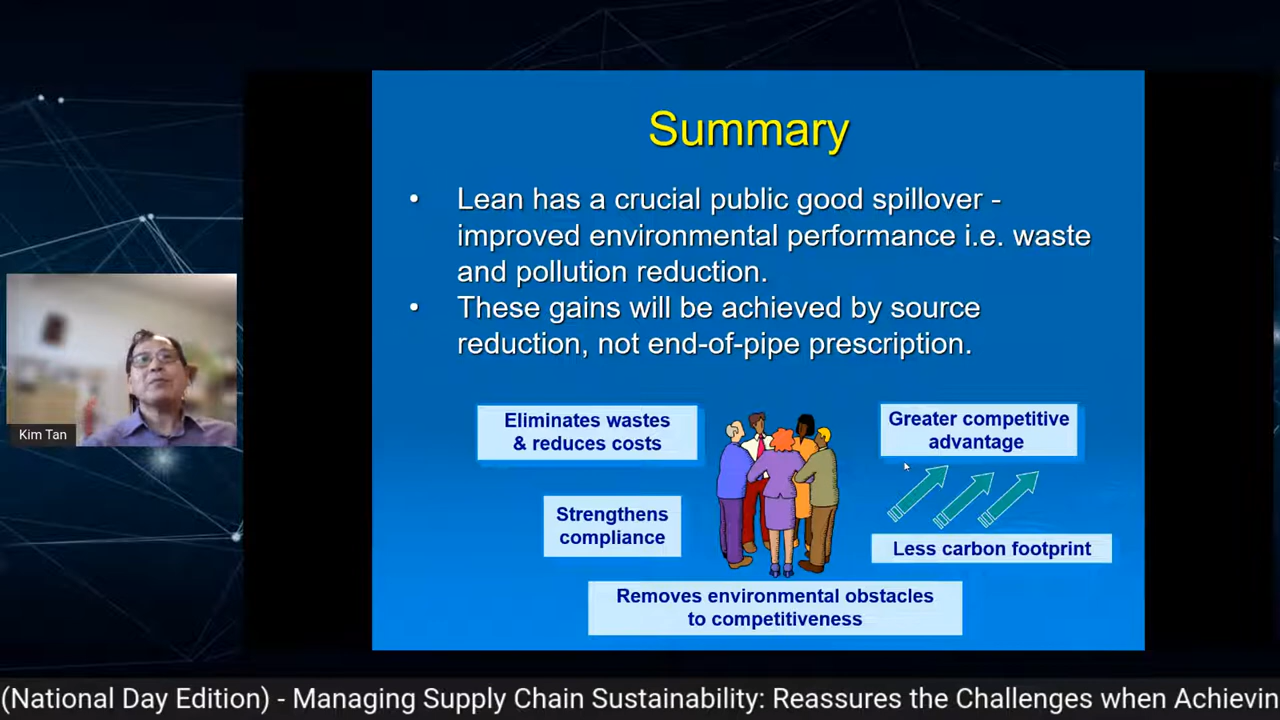 Summary
• Lean has a crucial public good spillover -
improved environmental performance i.e. waste
and pollution reduction.
• These gains will be achieved by source
reduction, not end-of-pipe prescription.
Eliminates wastes
& reduces costs
Greater competitive
advantage
Strengthens
compliance
Less carbon footprint
Removes environmental obstacles
to competitiveness
Kim Tan
(National Day Edition) - Managing Supply Chain Sustainability: Reassures the Challenges when Achievin